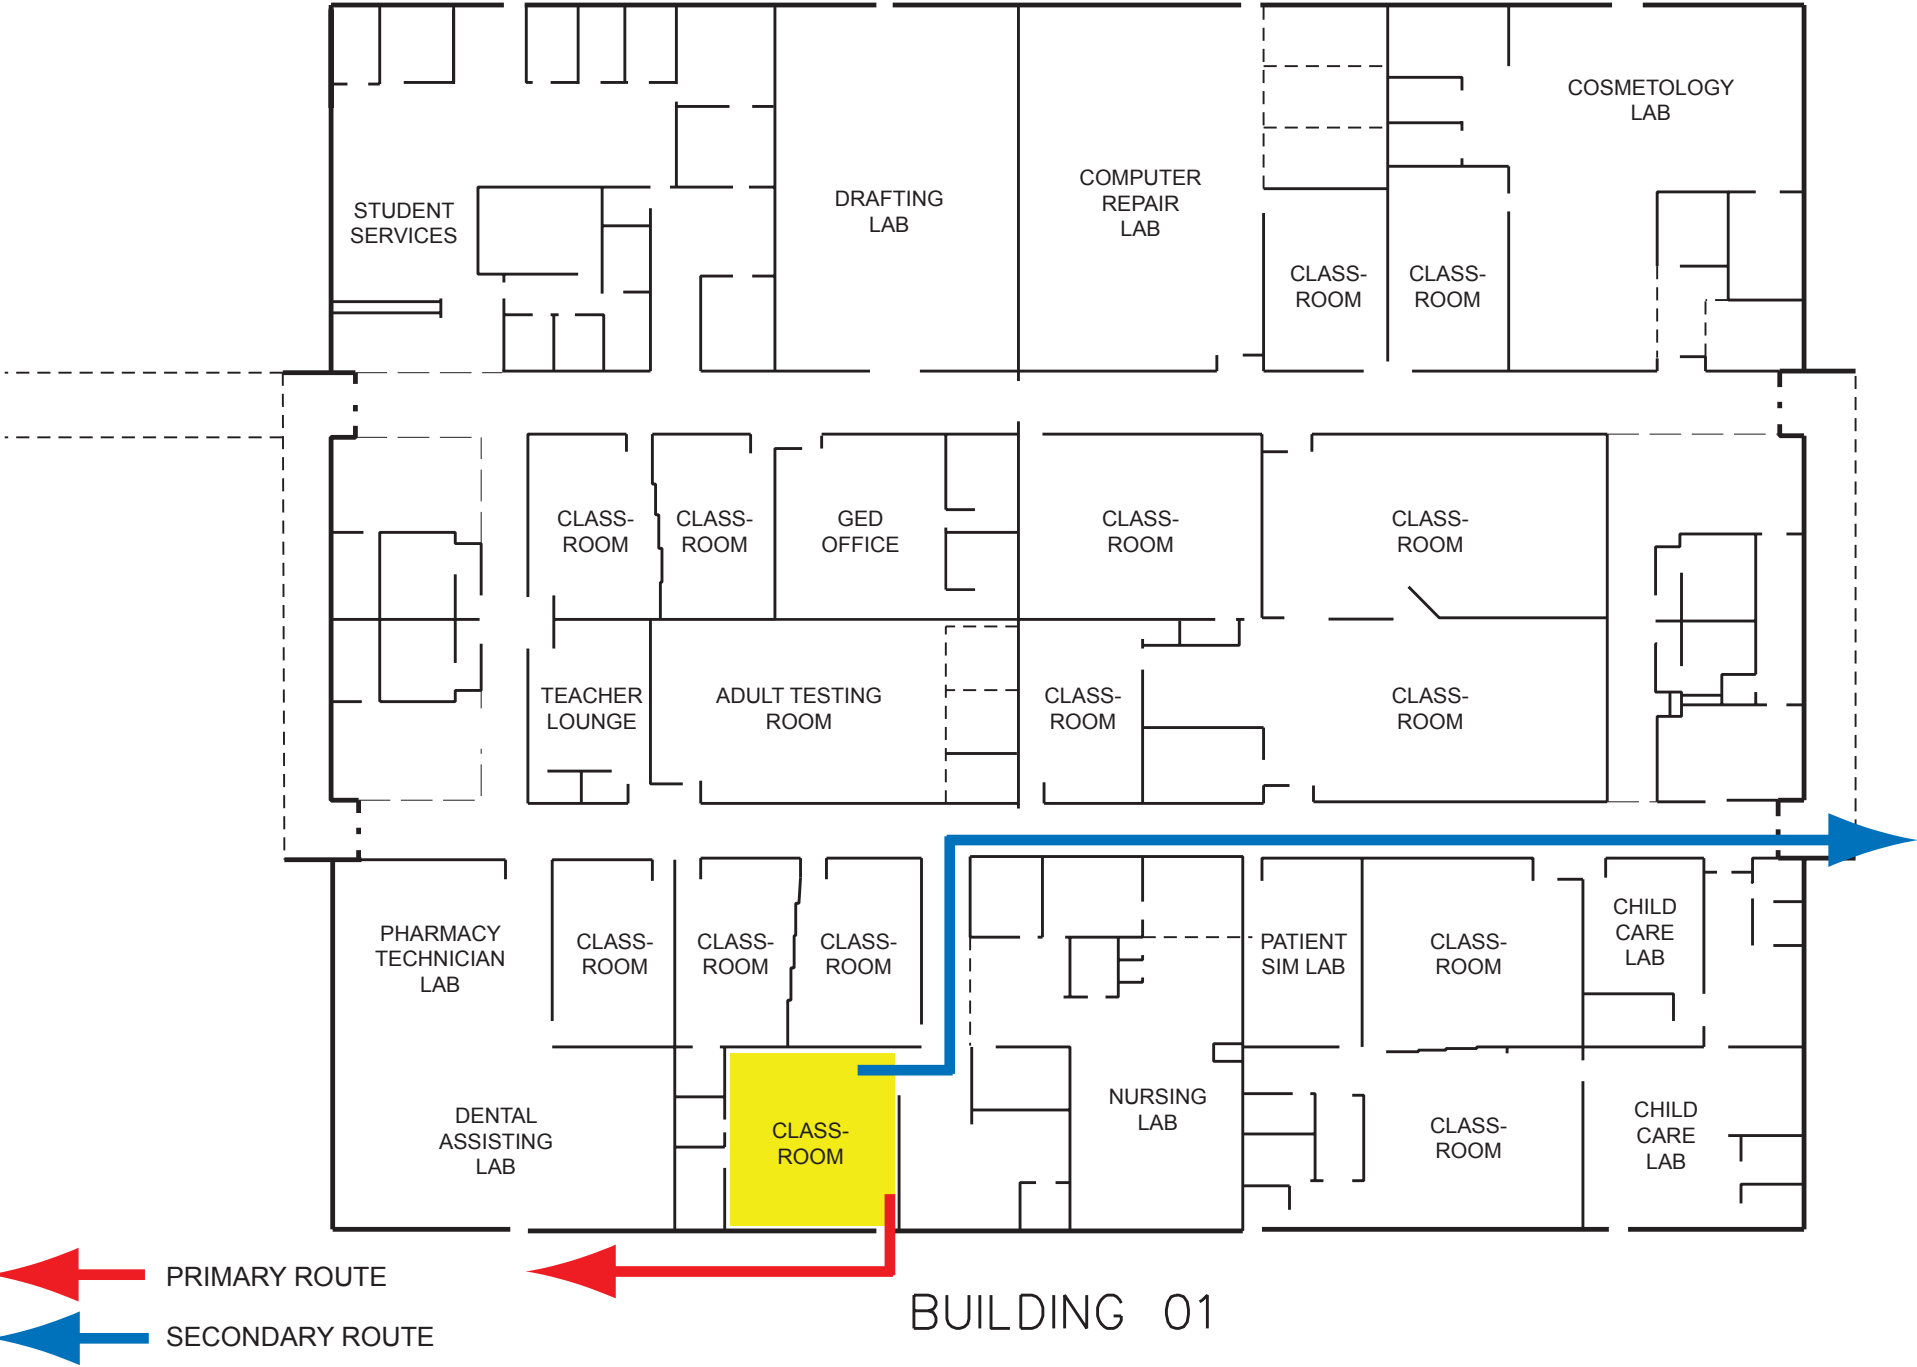 COSMETOLOGY
LAB
COMPUTER
REPAIR
LAB
DRAFTING
LAB
STUDENT
SERVICES
CLASS-
ROOM
CLASS-
ROOM
CLASS-
ROOM
CLASS-
ROOM
GED
OFFICE
CLASS-
ROOM
CLASS-
ROOM
TEACHER
LOUNGE
ADULT TESTING
ROOM
CLASS-
ROOM
CLASS-
ROOM
PHARMACY
TECHNICIAN
LAB
CLASS-
ROOM
CLASS-
ROOM
CLASS-
ROOM
PATIENT
SIM LAB
CLASS-
ROOM
CHILD
CARE
LAB
DENTAL
ASSISTING
LAB
CLASS-
ROOM
NURSING
LAB
CLASS-
ROOM
CHILD
CARE
LAB
PRIMARY ROUTE
SECONDARY ROUTE
BUILDING 01